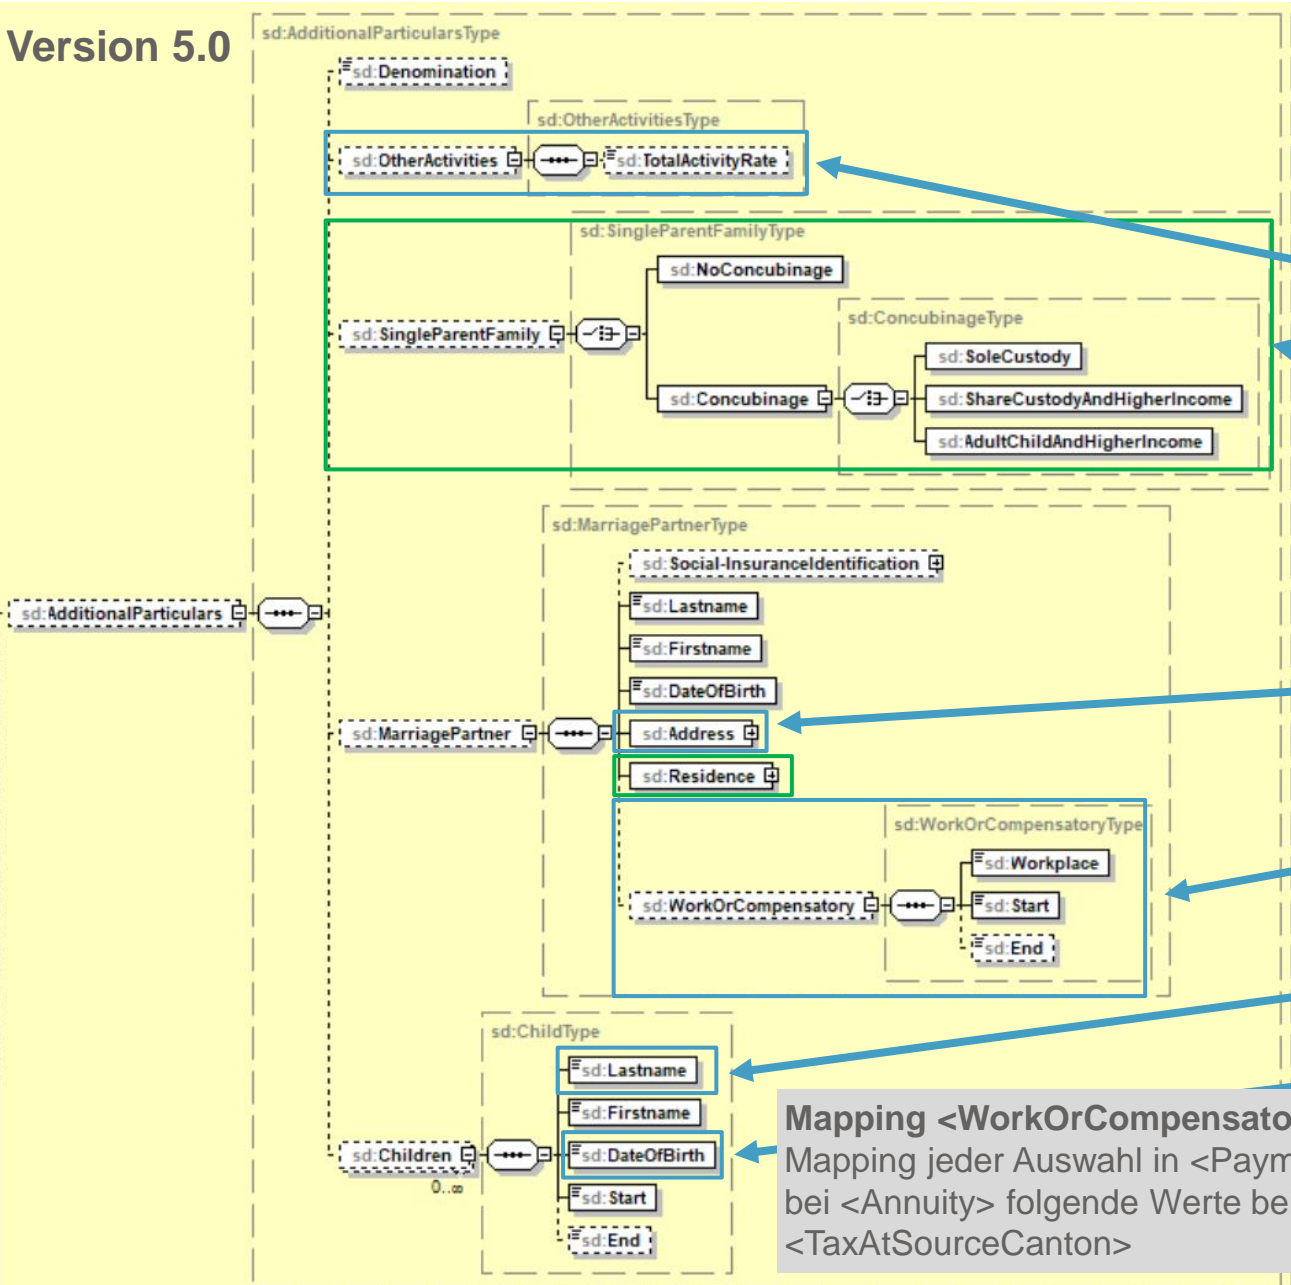 Version 5.0
sd:AdditionalParticularsType
sd:Denomination
sd:OtherActivitiesType
sd:OtherActivities
sd:TotalActivityRate
sd:SingleParentFamilyType
sd:NoConcubinage
sd:ConcubinageType
sd:SingleParentFamily
sd:SoleCustody
sd:Concubinage
sd:ShareCustodyAndHigherIncome
sd:AdultChildAndHigherIncome
sd:MarriagePartnerType
sd:Social-InsuranceIdentification
sd:Lastname
sd:AdditionalParticulars
sd:Firstname
sd:DateOfBirth
sd:MarriagePartner
sd:Address
sd:Residence
sd:WorkOrCompensatoryType
sd:Workplace
sd:WorkOrCompensatory
sd:Start
sd:End
sd:ChildType
sd:Lastname
sd:Firstname
sd:Children
sd:DateOfBirth
0..∞
sd:Start
sd:End
Mapping <WorkOrCompensato
Mapping jeder Auswahl in <Paym
bei <Annuity> folgende Werte be
<TaxAtSourceCanton>